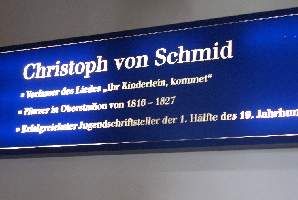 Christoph von Schmid
• Verfasser des Liedes „Ihr Kinderlein, kommet"
• Pfarrer in Oberstadion von 1816 - 1827
• Erfolgreichster Jugendschriftsteller der 1. Hälfte des 19. Jahrhun